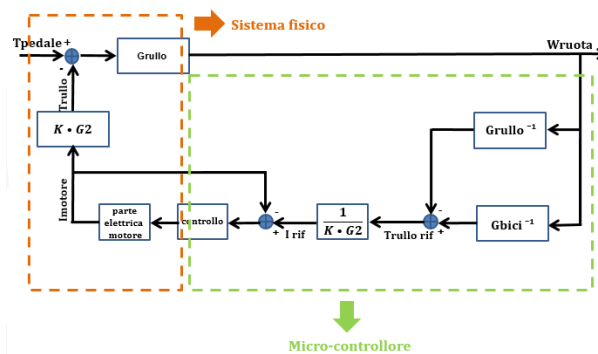 Sistema fisico
Tpedale +
Wruota
Grullo
-
Trullo
K • G2
Grullo ⁻¹
Imotore
-
-
parte
elettrica
motore
controllo
+
I rif
1
K • G2
Trullo rif +
Gbici ⁻¹
Micro-controllore